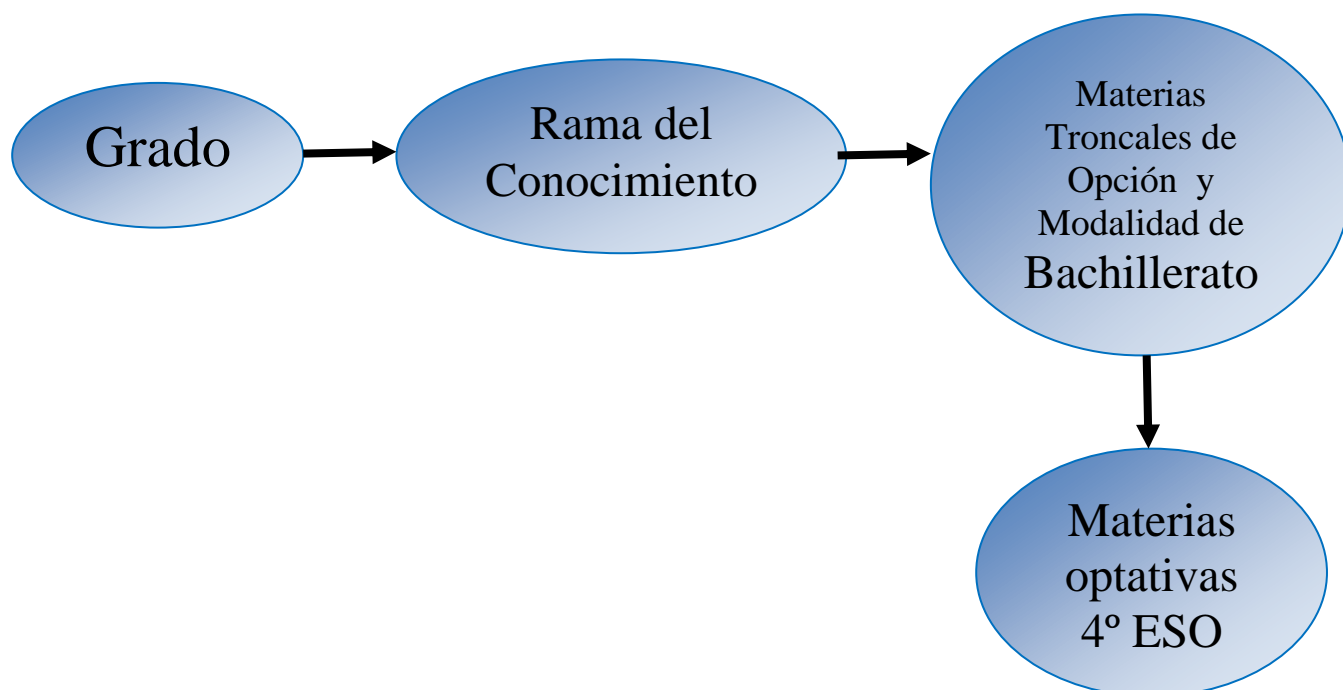 Grado
Rama del
Conocimiento
Materias
Troncales de
Opción y
Modalidad de
Bachillerato
Materias
optativas
4º ESO